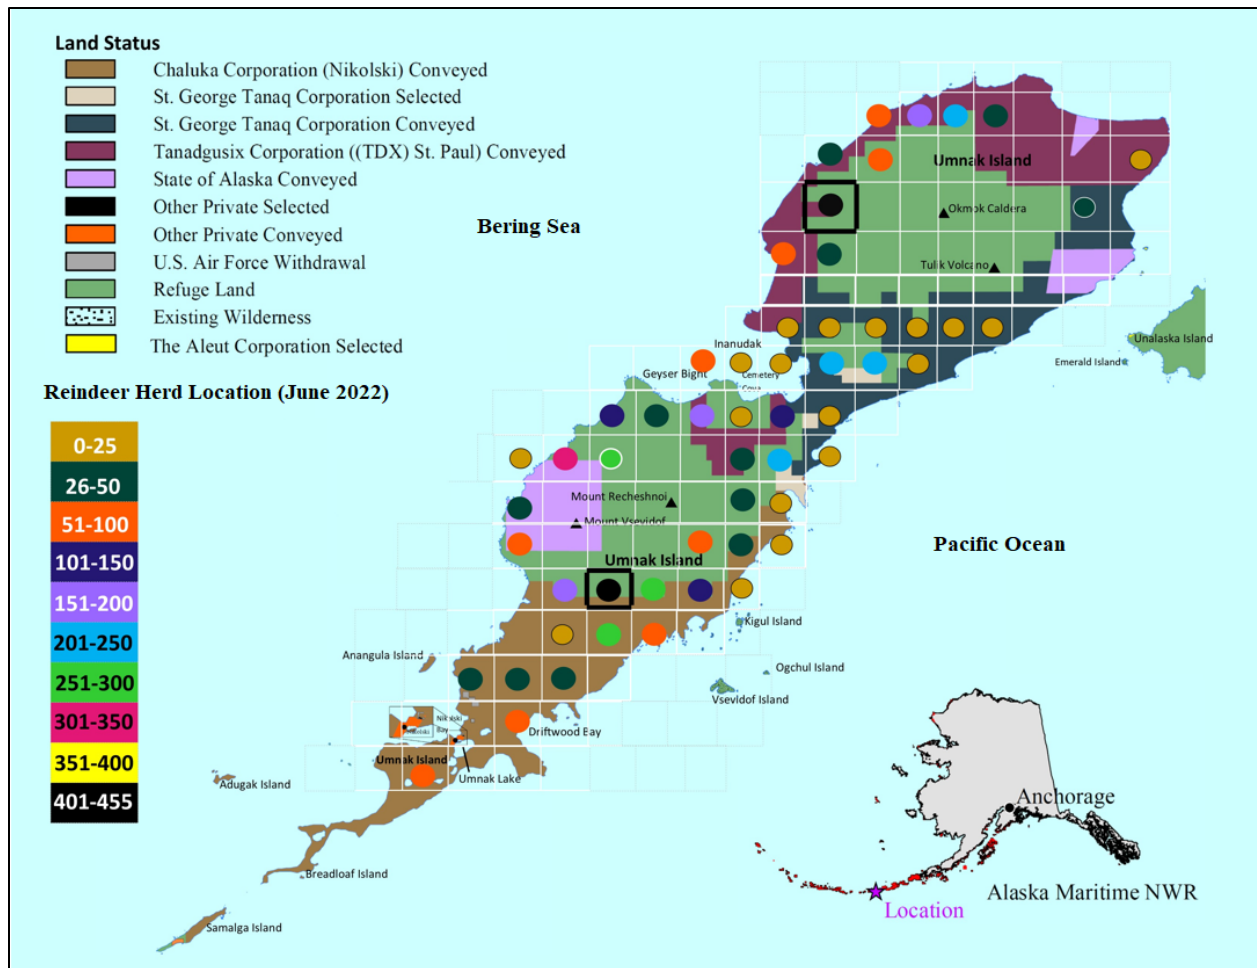 Land Status
Chaluka Corporation (Nikolski) Conveyed
St. George Tanaq Corporation Selected
St. George Tanaq Corporation Conveyed
Tanadgusix Corporation ((TDX) St. Paul) Conveyed
State of Alaska Conveyed
Other Private Selected
Other Private Conveyed
U.S. Air Force Withdrawal
Refuge Land
Existing Wilderness
The Aleut Corporation Selected
Reindeer Herd Location (June 2022)
0-25
26-50
51-100
101-150
151-200
201-250
251-300
301-350
351-400
401-455
Bering Sea
Umnak Island
Okmok Caldera
Tulik Volcano
Inanudak
Unalaska Island
Emerald Island
Geyser Bight
Cemetery
Cova
Mount Recheshnoi
Mount Vsevidof
Umnak Island
Pacific Ocean
Kigul Island
Anangula Island
Ogchul Island
Vsevidof Island
Nikolski
Bay
Nikolski
Driftwood Bay
Umnak Island
Umnak Lake
Adugak Island
Breadloaf Island
Samalga Island
Anchorage
Alaska Maritime NWR
Location